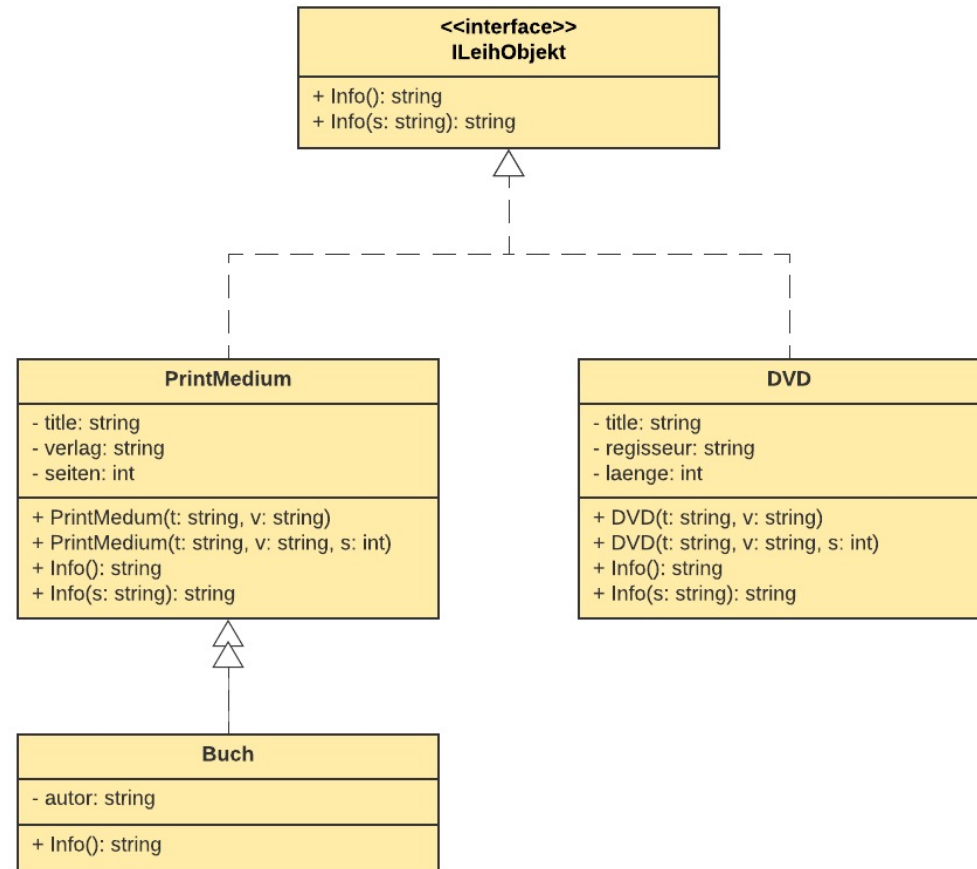 <<interface>>
ILeihObjekt
+ Info(): string
+ Info(s: string): string
PrintMedium
- title: string
- verlag: string
- seiten: int
+ PrintMedum(t: string, v: string)
+ PrintMedium(t: string, v: string, s: int)
+ Info(): string
+ Info(s: string): string
DVD
- title: string
- regisseur: string
- laenge: int
+ DVD(t: string, v: string)
+ DVD(t: string, v: string, s: int)
+ Info(): string
+ Info(s: string): string
Buch
- autor: string
+ Info(): string